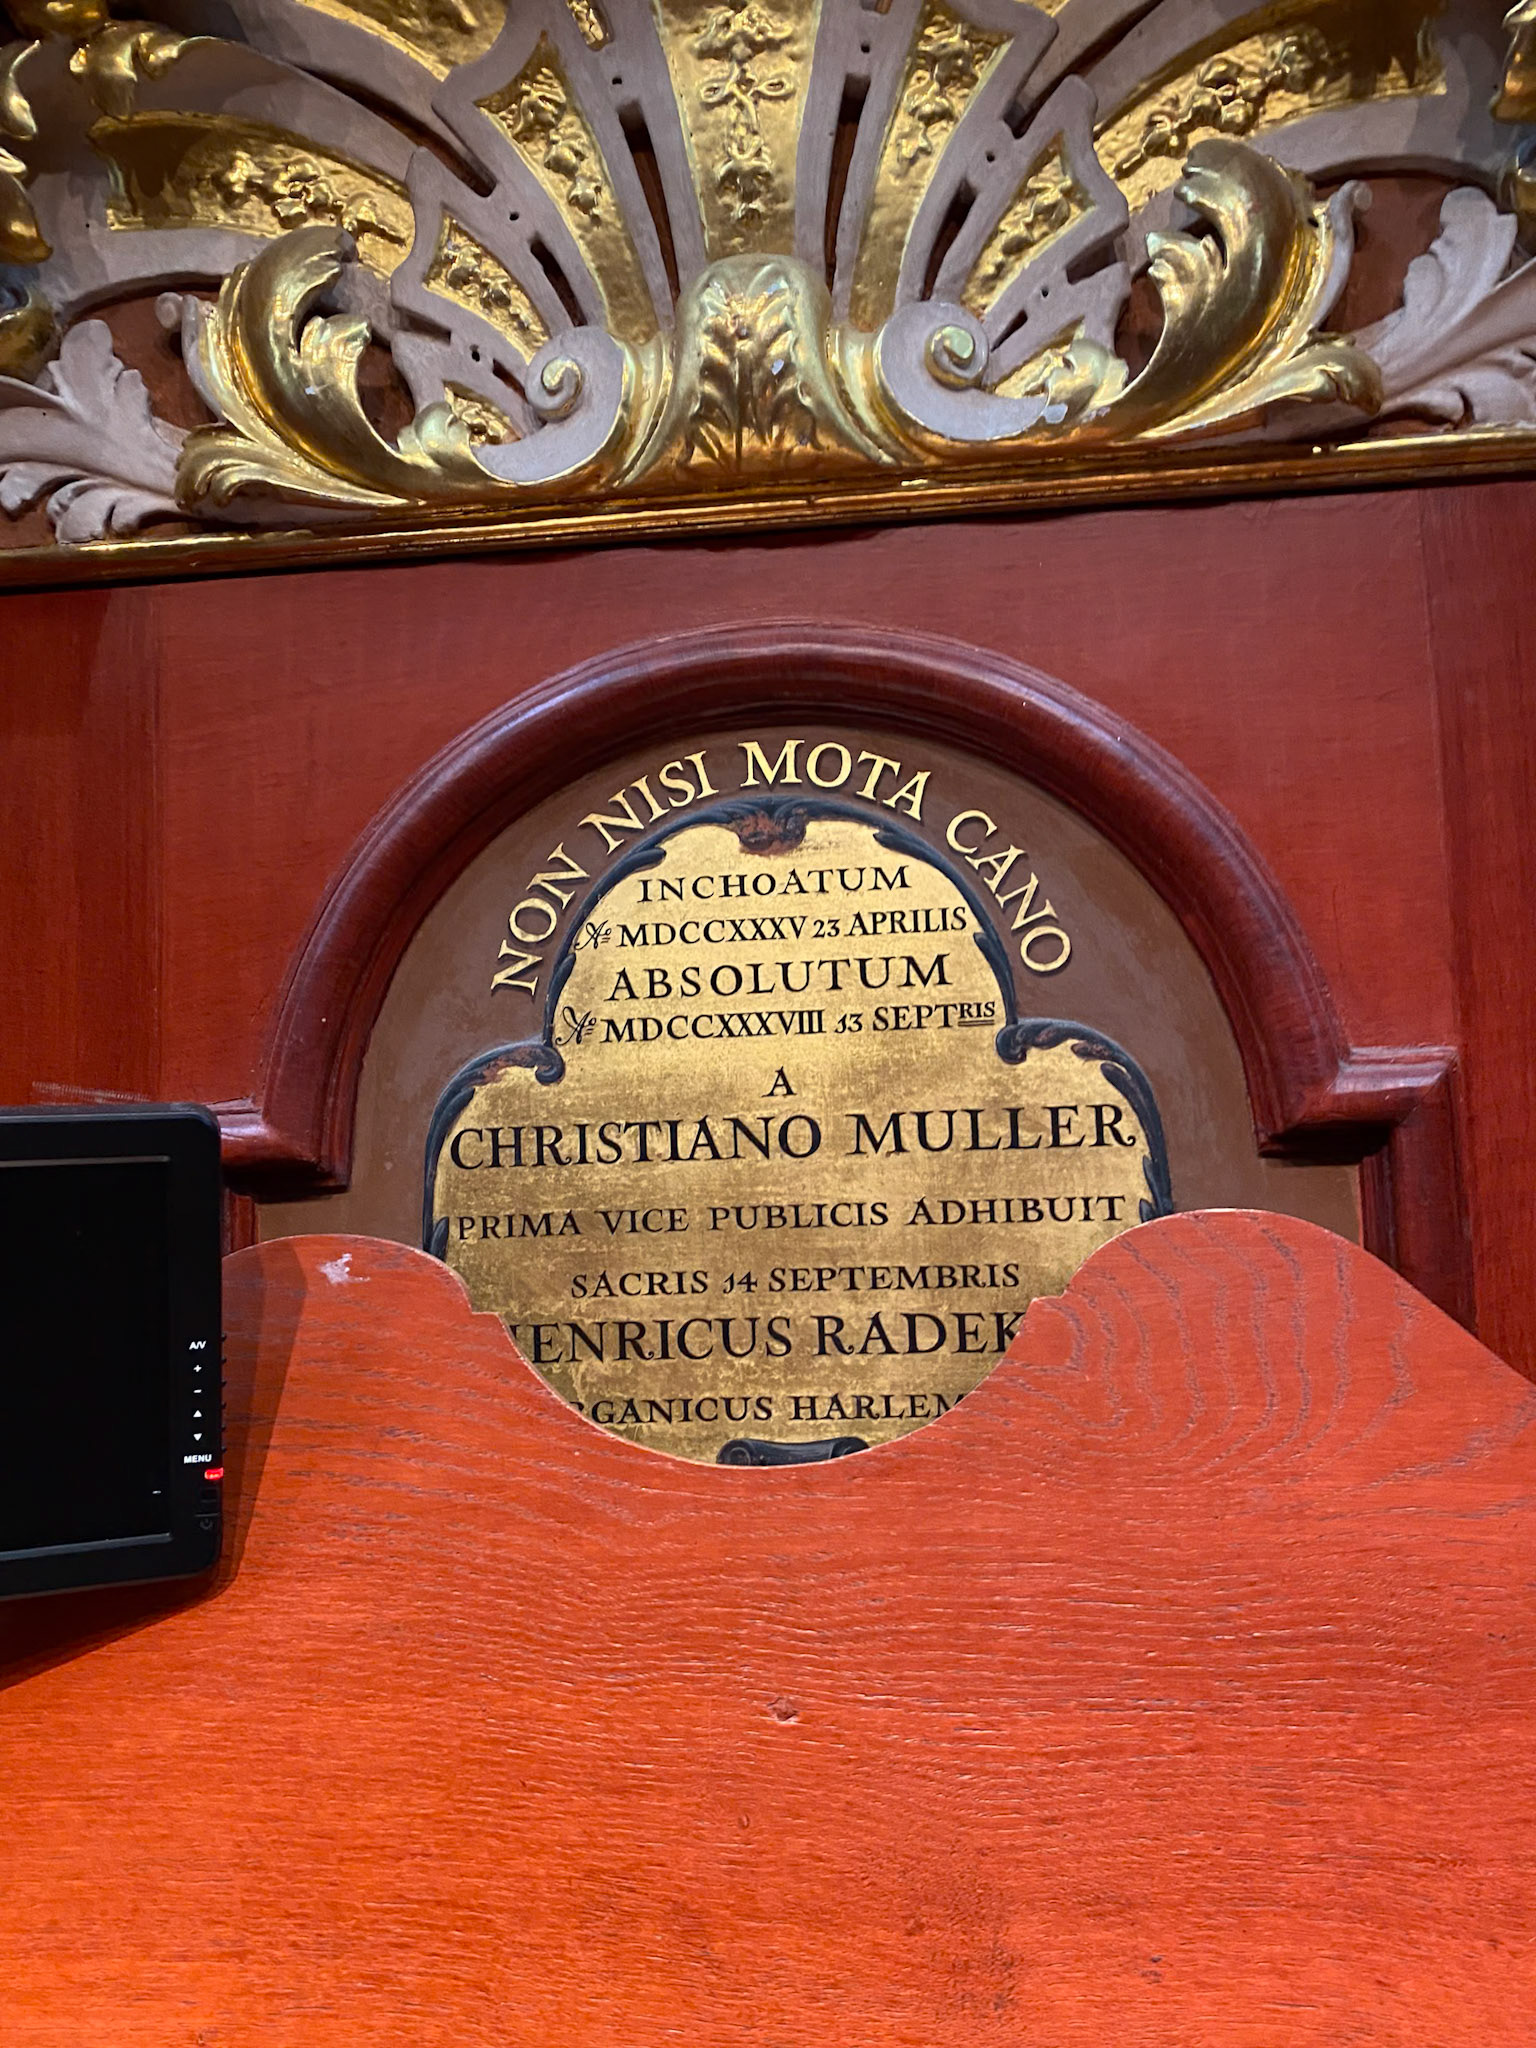 NON NISI MOTA CANO
INCHOATUM
Aº MDCCXXXV 23 APRILIS
ABSOLUTUM
Aº MDCCXXXVIII 13 SEPTRIS
A
CHRISTIANO MULLER
PRIMA VICE PUBLICIS ADHIBUIT
SACRIS 14 SEPTEMBRIS
A/V
+
-
MENU